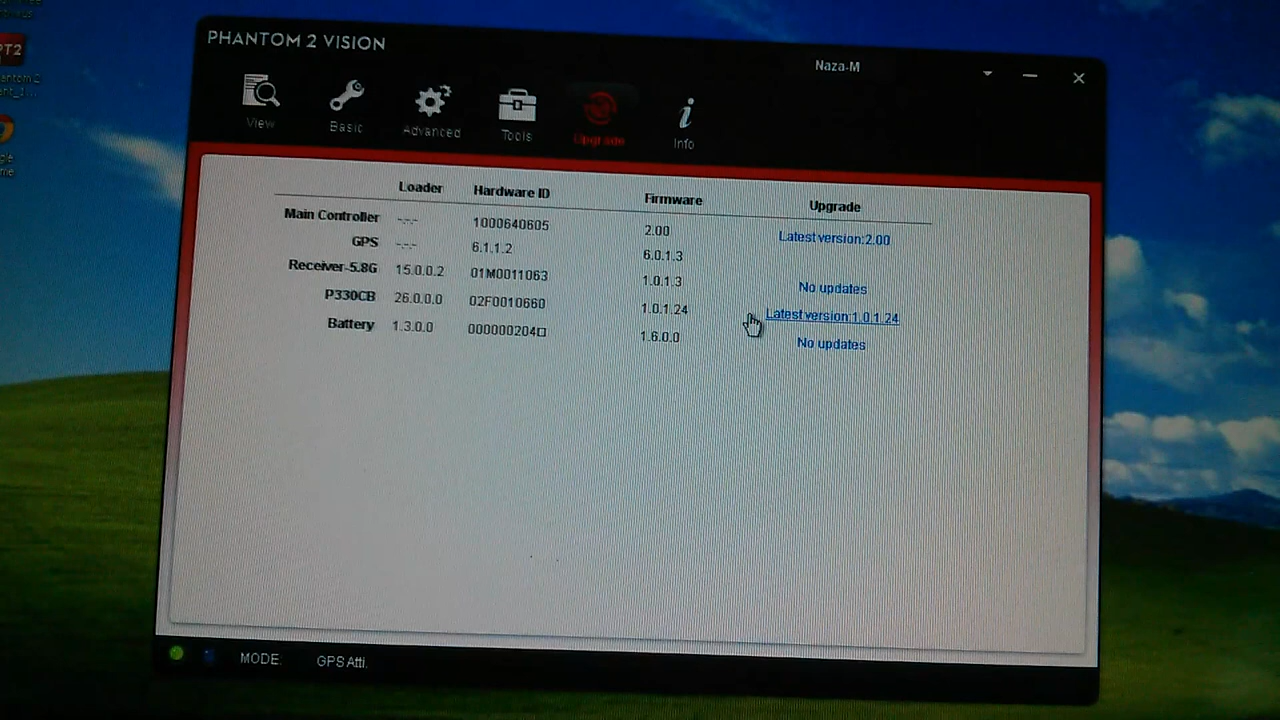 PHANTOM 2 VISION
Naza-M
View Basic Advanced Tools Upgrade Info
Loader Hardware ID Firmware Upgrade
Main Controller -.-.- 1000640605 2.00 Latest version:2.00
GPS -.-.- 6.1.1.2 6.0.1.3
Receiver-5.8G 15.0.0.2 01M0011063 1.0.1.3 No updates
P330CB 26.0.0.0 02F0010660 1.0.1.24 Latest version:1.0.1.24
Battery 1.3.0.0 000000204□ 1.6.0.0 No updates
MODE: GPS Atti.